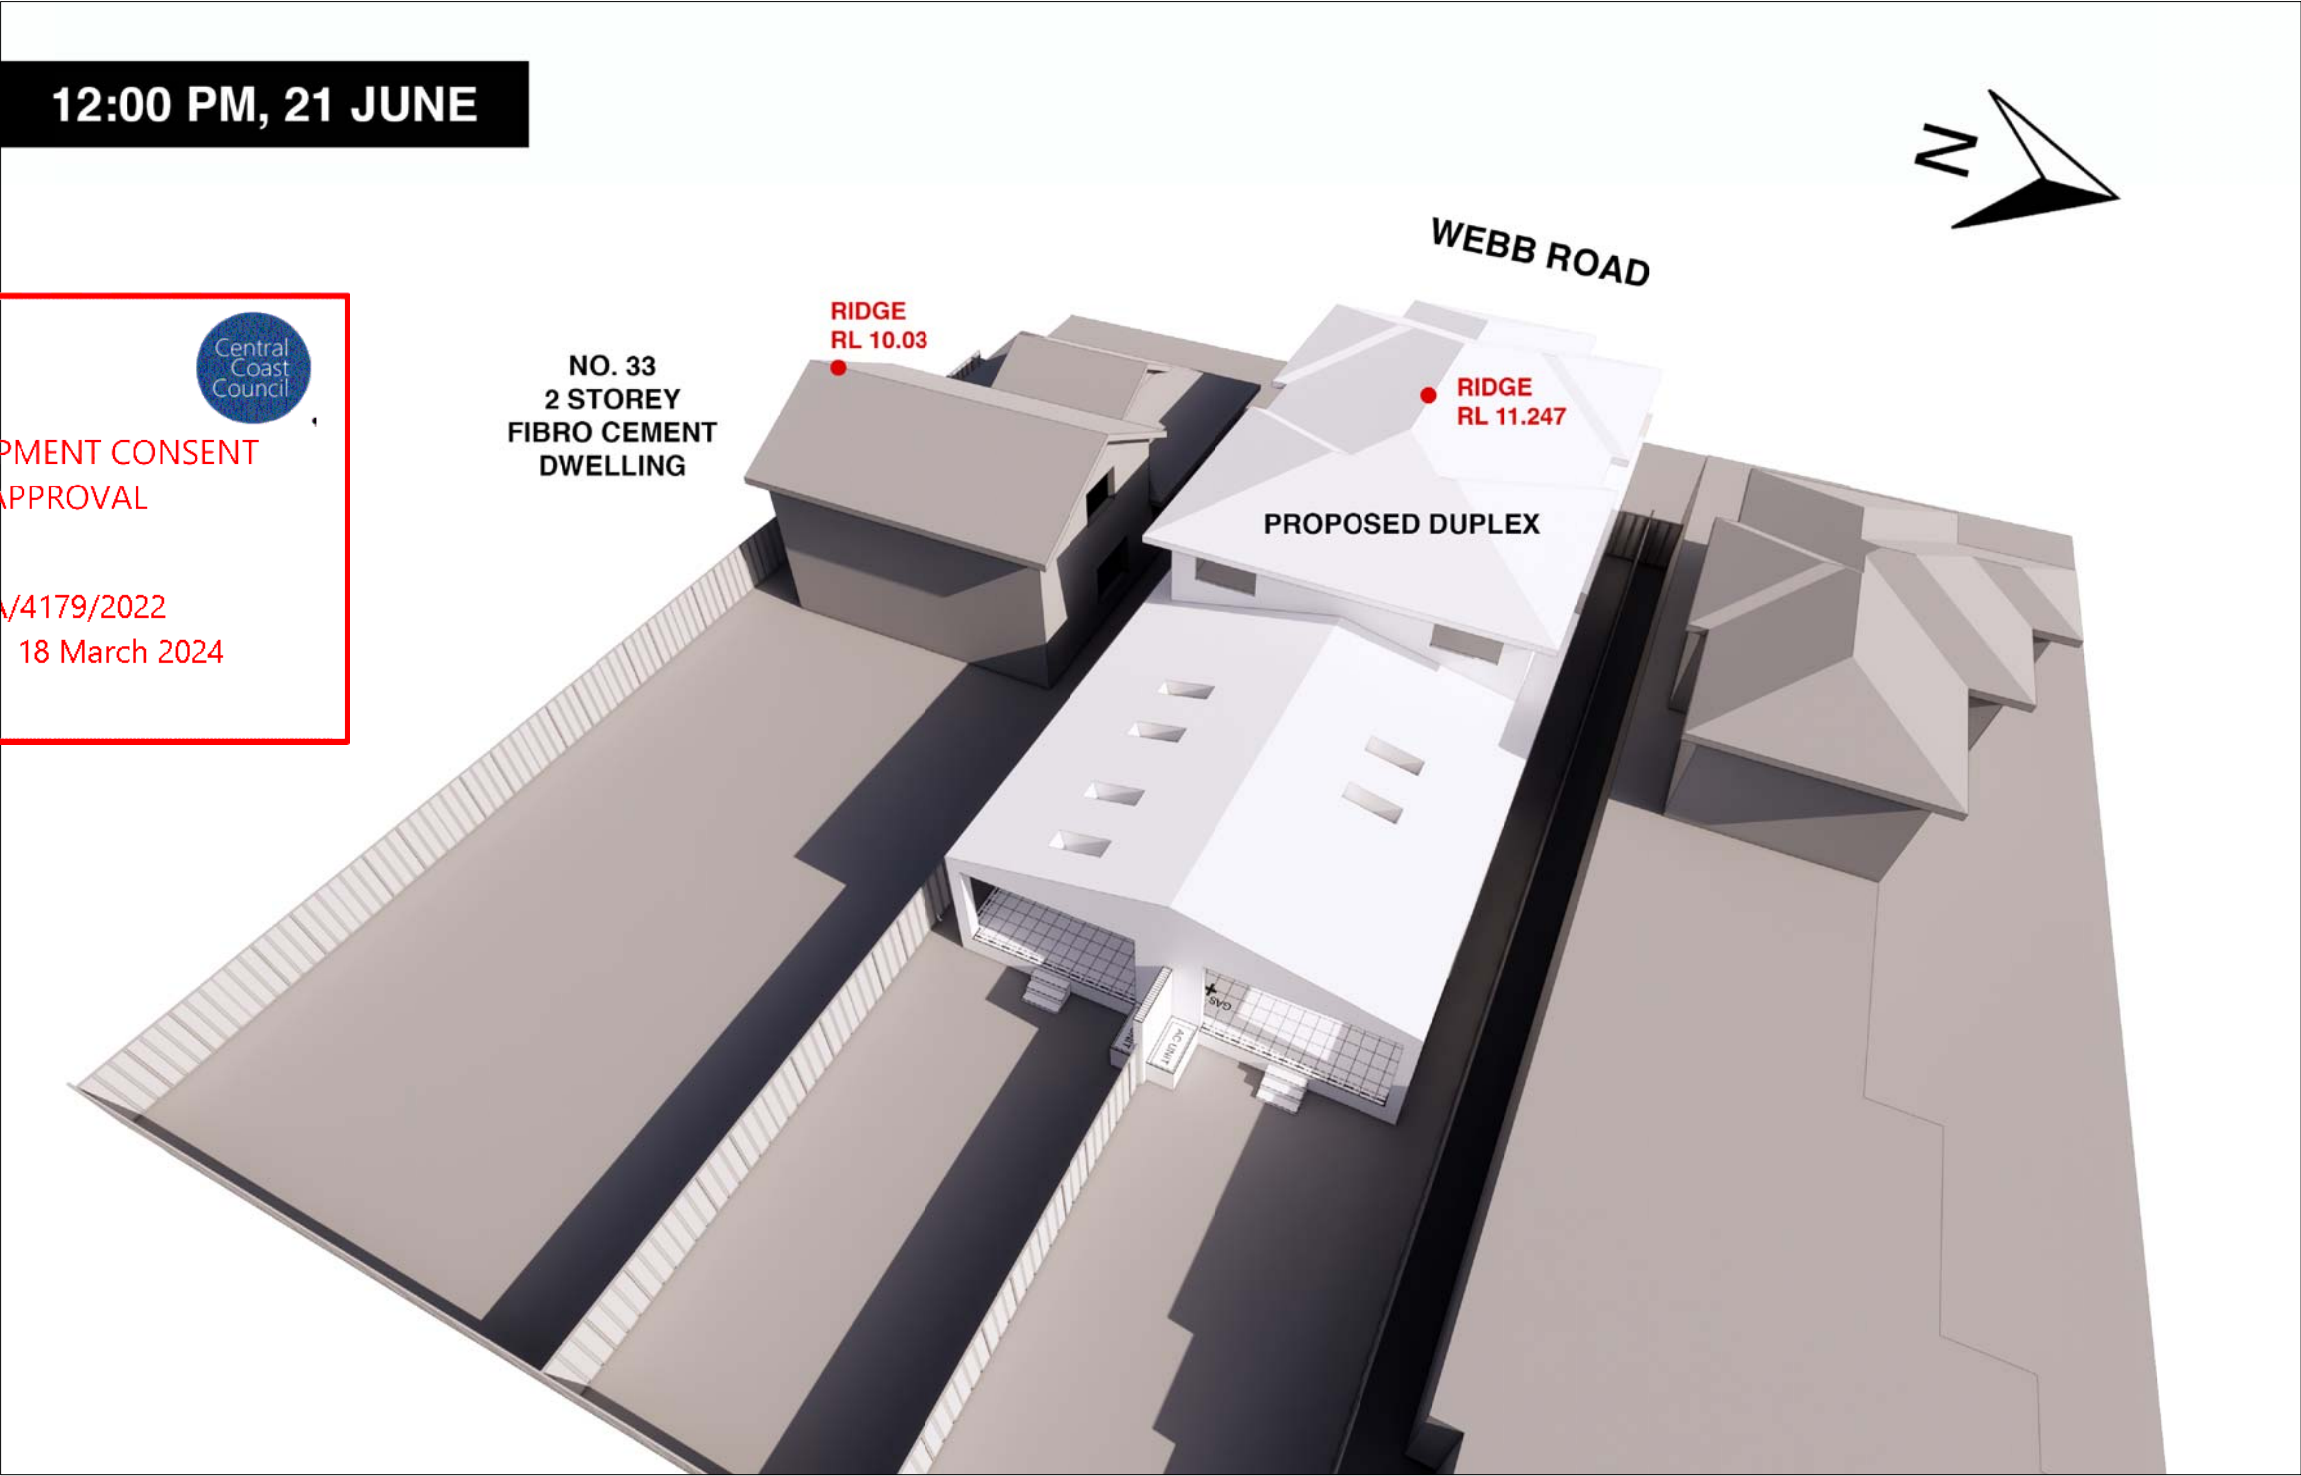 12:00 PM, 21 JUNE
N
WEBB ROAD
RIDGE
RL 10.03
NO. 33
2 STOREY
FIBRO CEMENT
DWELLING
RIDGE
RL 11.247
PROPOSED DUPLEX
Central
Coast
Council
PMENT CONSENT
APPROVAL
/4179/2022
18 March 2024
GAS
AC UNIT